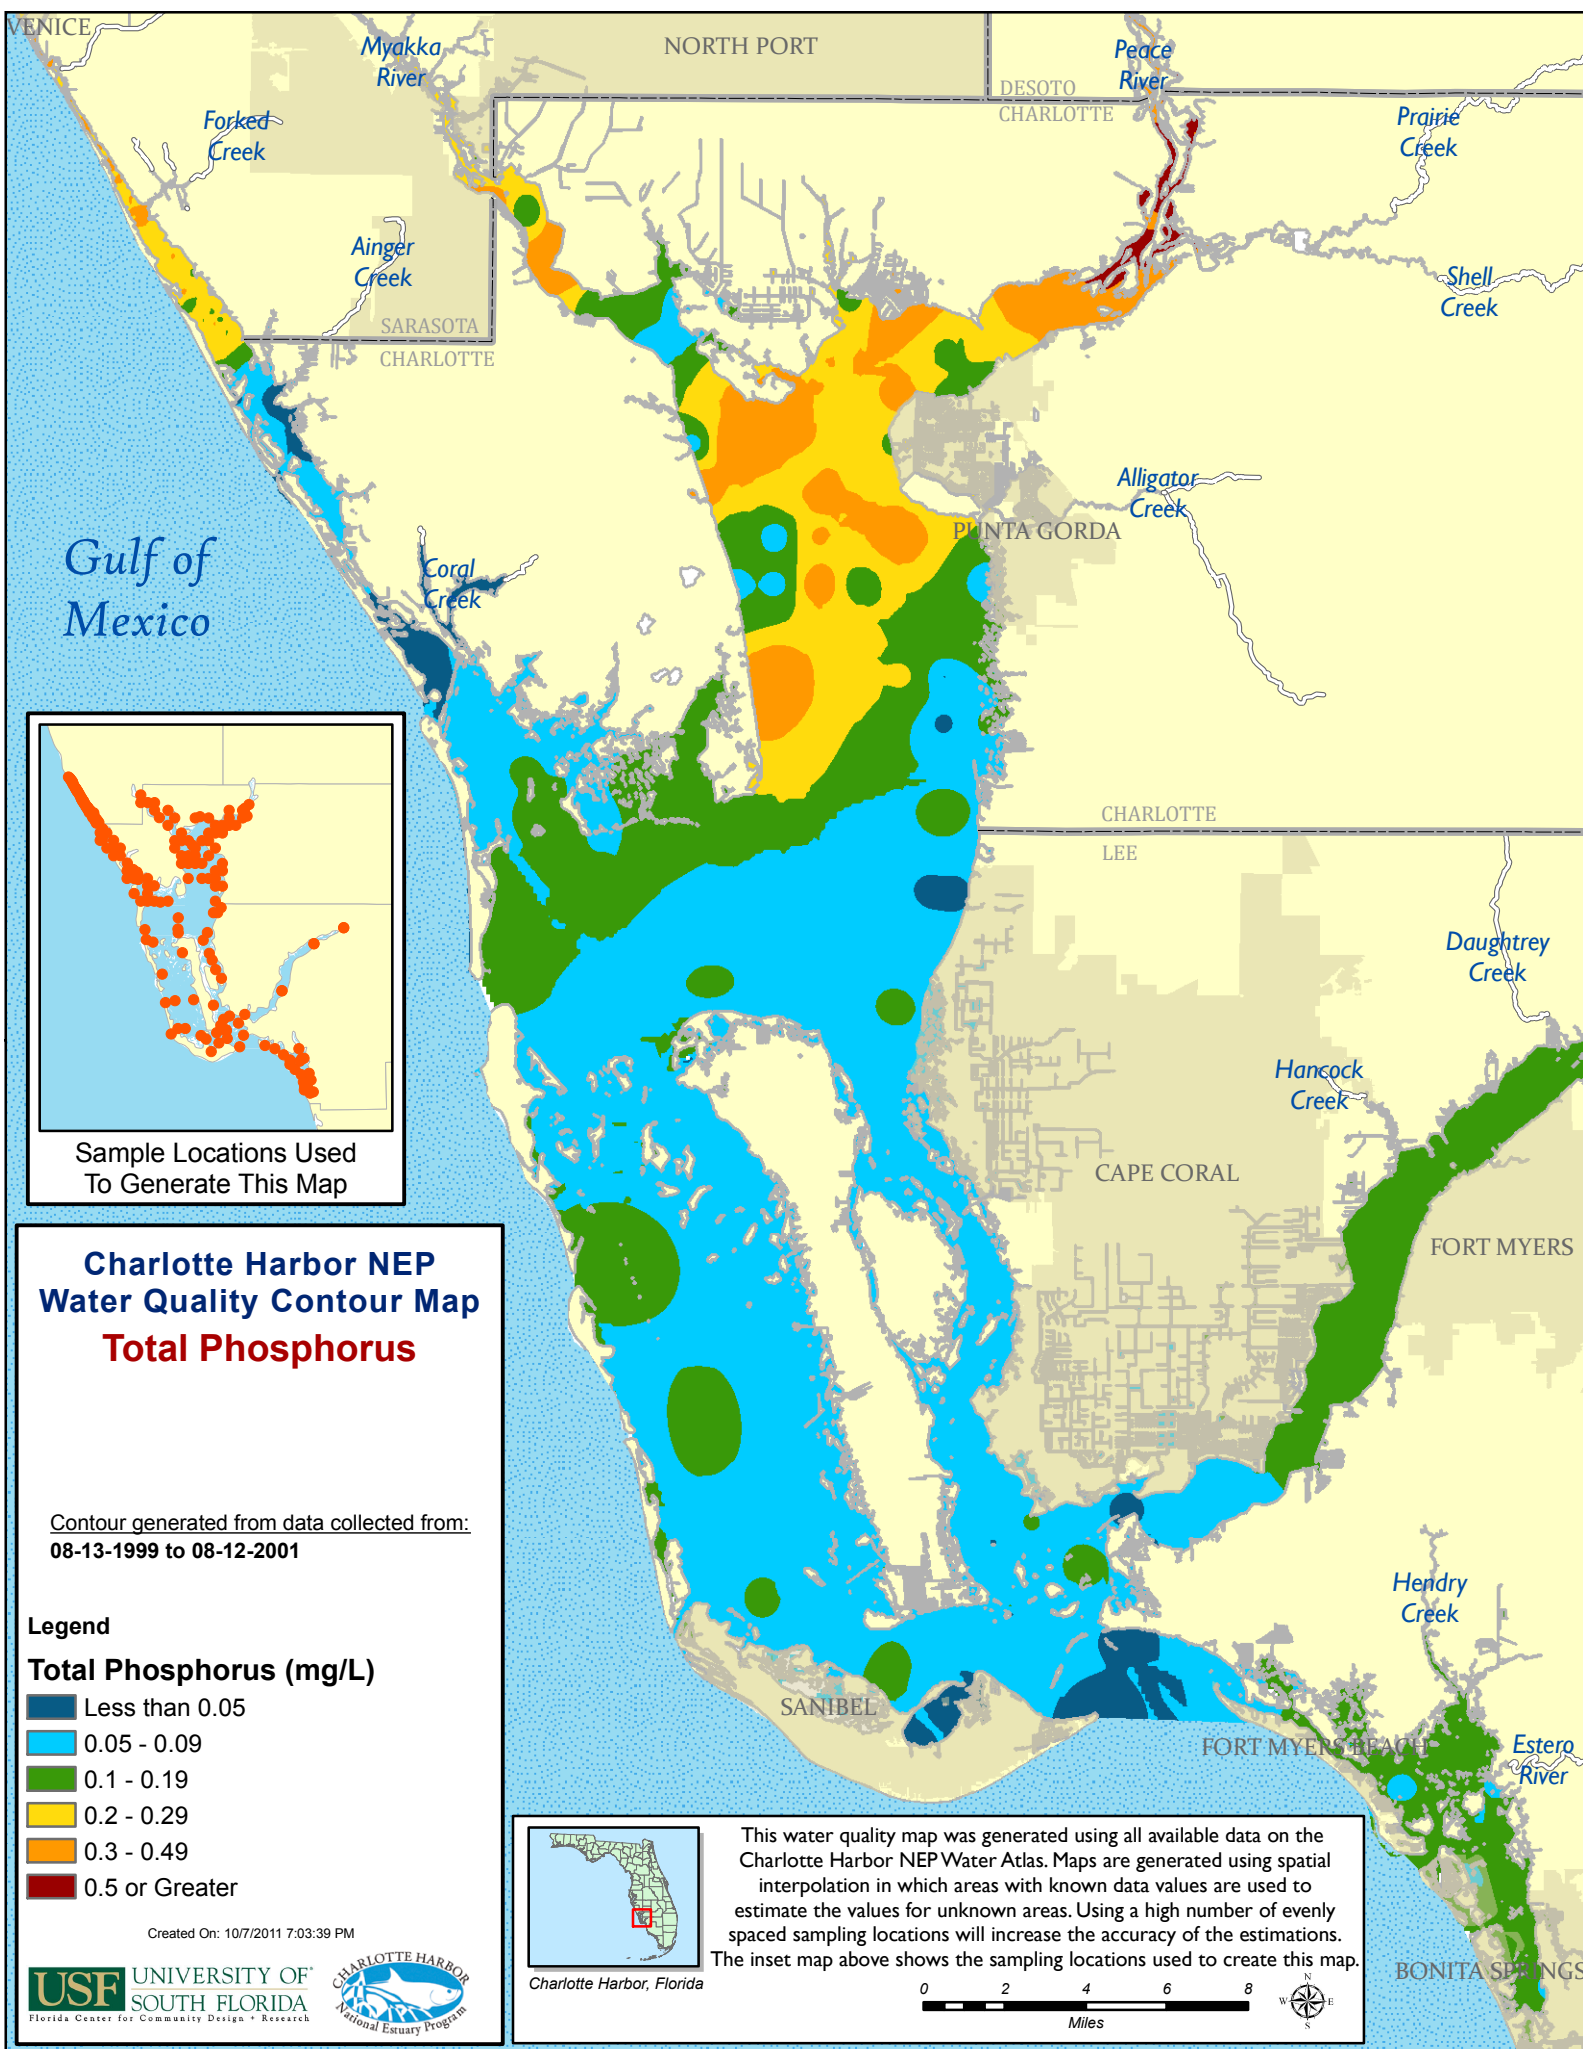 VENICE
Myakka
River
NORTH PORT
Peace
River
DESOTO
CHARLOTTE
Forked
Creek
Prairie
Creek
Ainger
Creek
Shell
Creek
SARASOTA
CHARLOTTE
Alligator
Creek
PUNTA GORDA
Gulf of
Mexico
Coral
Creek
CHARLOTTE
LEE
Daughtrey
Creek
Hancock
Creek
CAPE CORAL
FORT MYERS
Sample Locations Used
To Generate This Map
Charlotte Harbor NEP
Water Quality Contour Map
Total Phosphorus
Contour generated from data collected from:
08-13-1999 to 08-12-2001
Legend
Total Phosphorus (mg/L)
Less than 0.05
0.05 - 0.09
0.1 - 0.19
0.2 - 0.29
0.3 - 0.49
0.5 or Greater
Created On: 10/7/2011 7:03:39 PM
USF UNIVERSITY OF
SOUTH FLORIDA
Florida Center for Community Design + Research
CHARLOTTE HARBOR
National Estuary Program
Hendry
Creek
SANIBEL
FORT MYERS BEACH
Estero
River
BONITA SPRINGS
Charlotte Harbor, Florida
This water quality map was generated using all available data on the
Charlotte Harbor NEP Water Atlas. Maps are generated using spatial
interpolation in which areas with known data values are used to
estimate the values for unknown areas. Using a high number of evenly
spaced sampling locations will increase the accuracy of the estimations.
The inset map above shows the sampling locations used to create this map.
0 2 4 6 8
Miles
N
W E
S